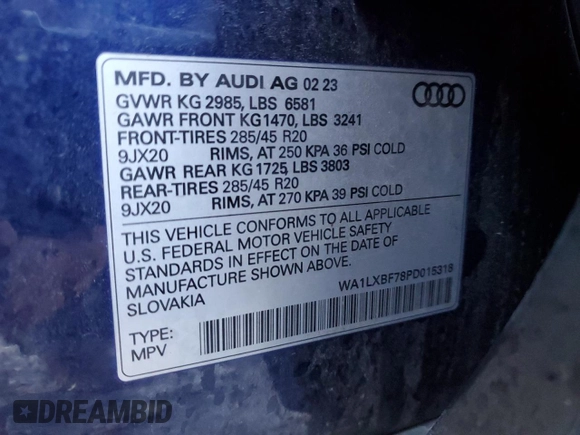 MFD. BY AUDI AG 02 23
GVWR KG 2985, LBS 6581
GAWR FRONT KG1470, LBS 3241
FRONT-TIRES 285/45 R20
9JX20 RIMS, AT 250 KPA 36 PSI COLD
GAWR REAR KG 1725, LBS 3803
REAR-TIRES 285/45 R20
9JX20 RIMS, AT 270 KPA 39 PSI COLD
THIS VEHICLE CONFORMS TO ALL APPLICABLE
U.S. FEDERAL MOTOR VEHICLE SAFETY
STANDARDS IN EFFECT ON THE DATE OF
MANUFACTURE SHOWN ABOVE.
SLOVAKIA
WA1LXBF78PD015318
TYPE:
MPV
DREAMBID